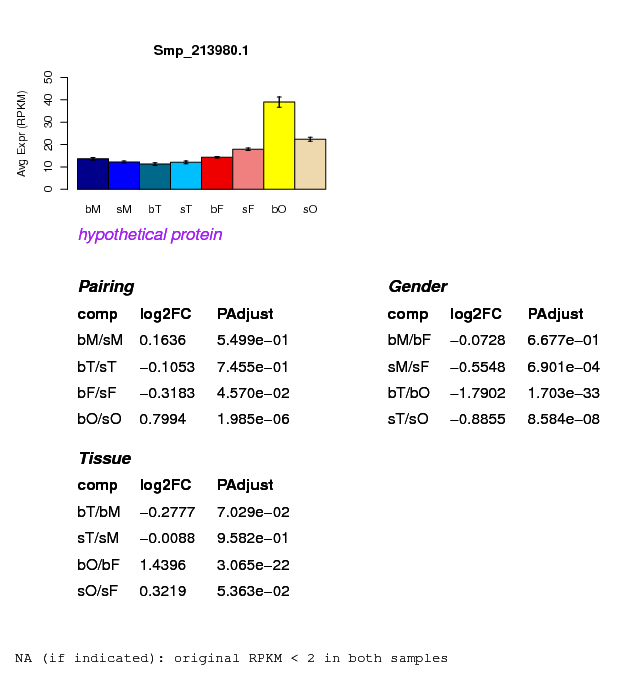 Smp_213980.1
Avg Expr (RPKM)
50
40
30
20
10
0
bM sM bT sT bF sF bO sO
hypothetical protein
Pairing
comp log2FC PAdjust
bM/sM 0.1636 5.499e−01
bT/sT −0.1053 7.455e−01
bF/sF −0.3183 4.570e−02
bO/sO 0.7994 1.985e−06
Gender
comp log2FC PAdjust
bM/bF −0.0728 6.677e−01
sM/sF −0.5548 6.901e−04
bT/bO −1.7902 1.703e−33
sT/sO −0.8855 8.584e−08
Tissue
comp log2FC PAdjust
bT/bM −0.2777 7.029e−02
sT/sM −0.0088 9.582e−01
bO/bF 1.4396 3.065e−22
sO/sF 0.3219 5.363e−02
NA (if indicated): original RPKM < 2 in both samples